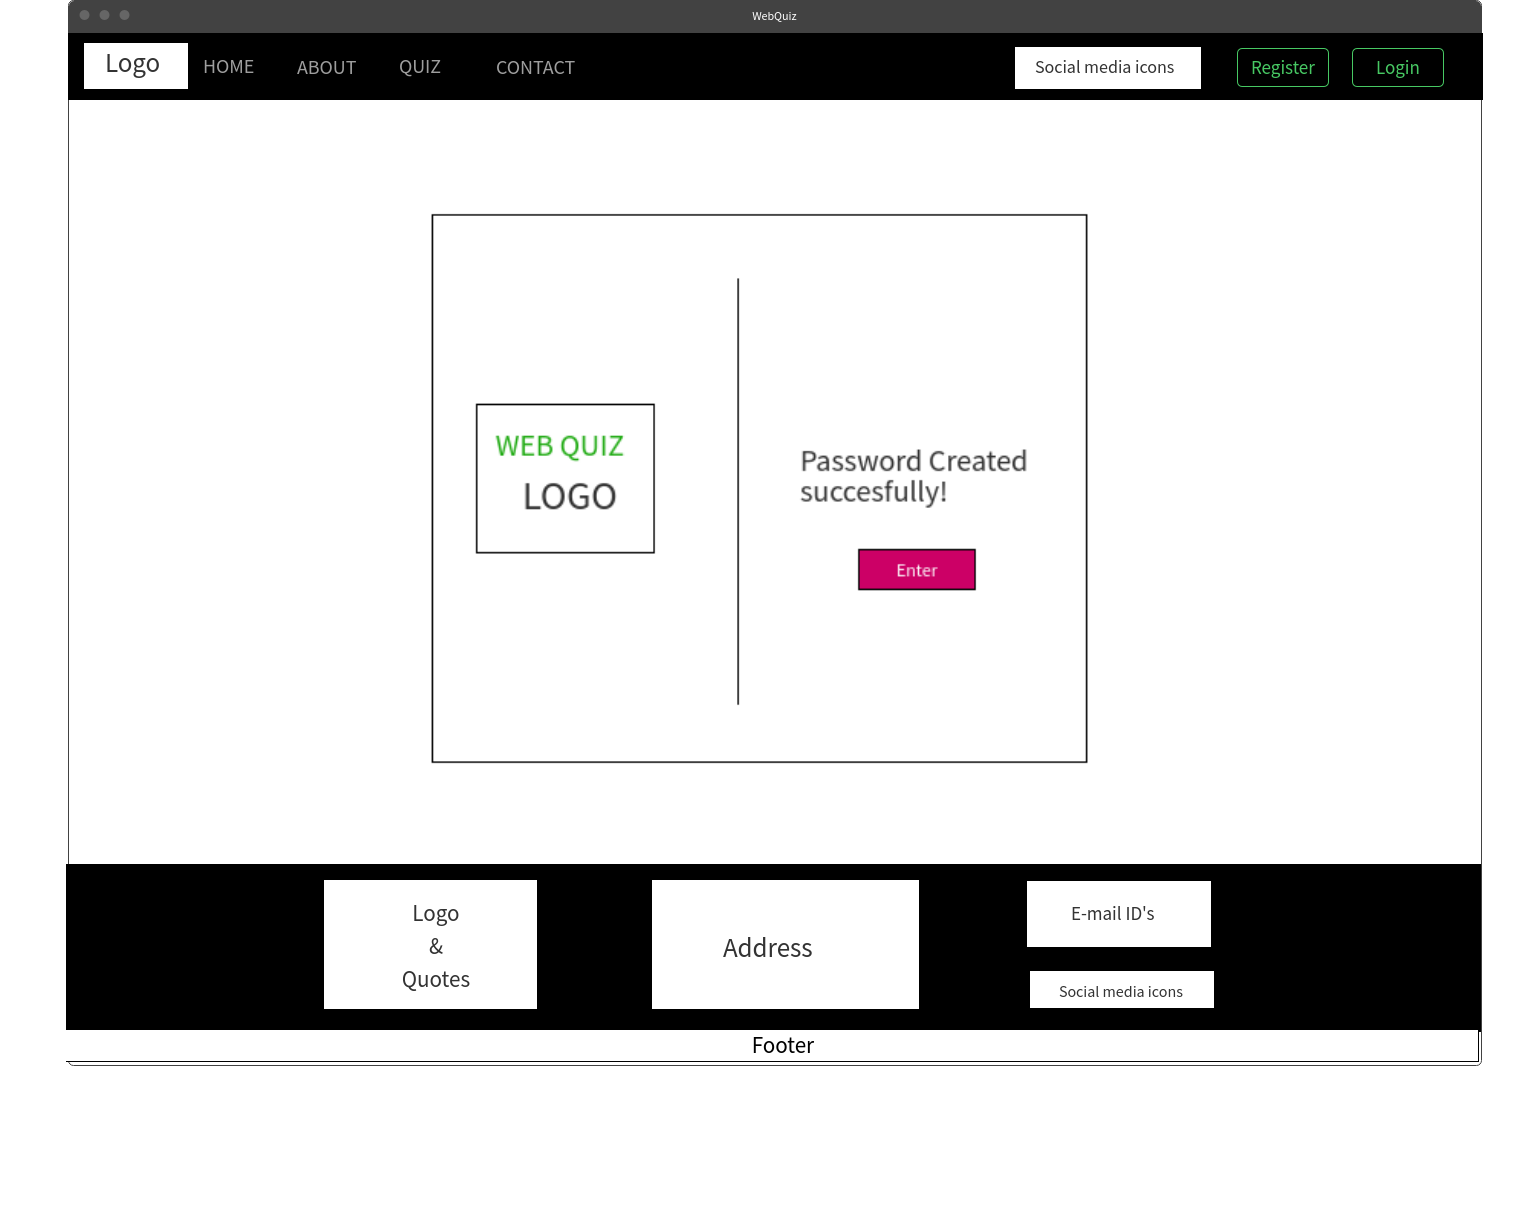 WebQuiz
Logo HOME ABOUT QUIZ CONTACT Social media icons Register Login
WEB QUIZ
LOGO
Password Created
succesfully!
Enter
Logo
&
Quotes
Address
E-mail ID's
Social media icons
Footer